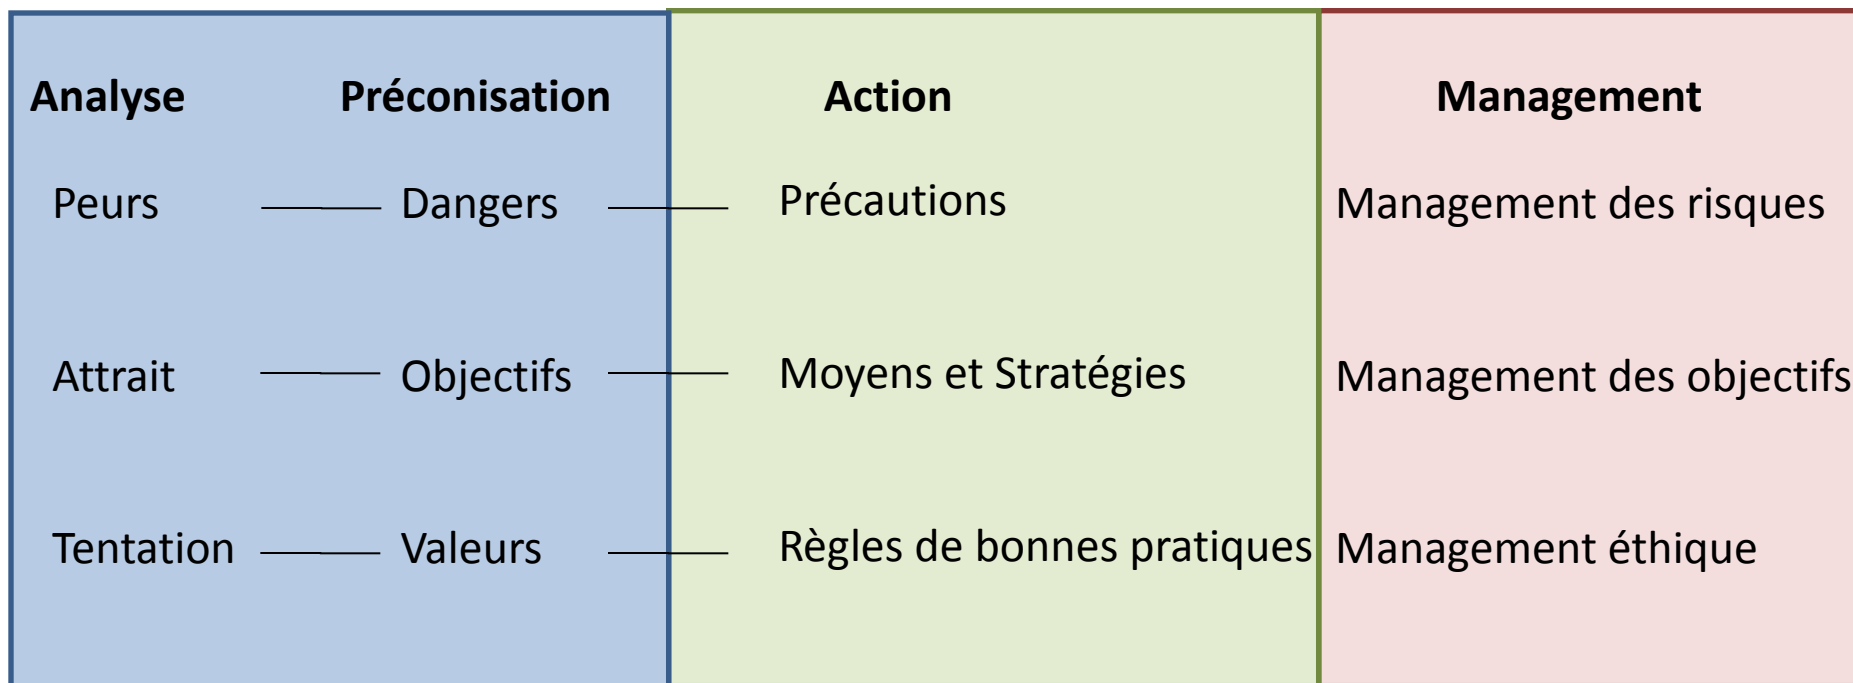 Analyse Préconisation Action Management
Peurs Dangers Précautions Management des risques
Attrait Objectifs Moyens et Stratégies Management des objectifs
Tentation Valeurs Règles de bonnes pratiques Management éthique